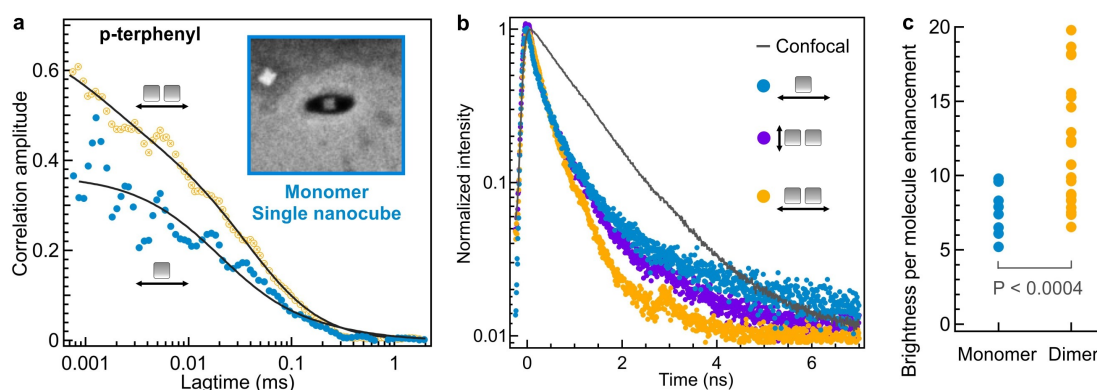 a
p-terphenyl
Correlation amplitude
0.6
0.4
0.2
0
0.001
0.01
0.1
1
Lagtime (ms)
Monomer
Single nanocube
b
Normalized intensity
1
0.1
0.01
0
2
4
6
Time (ns)
Confocal
c
Brightness per molecule enhancement
20
15
10
5
0
P < 0.0004
Monomer
Dimer